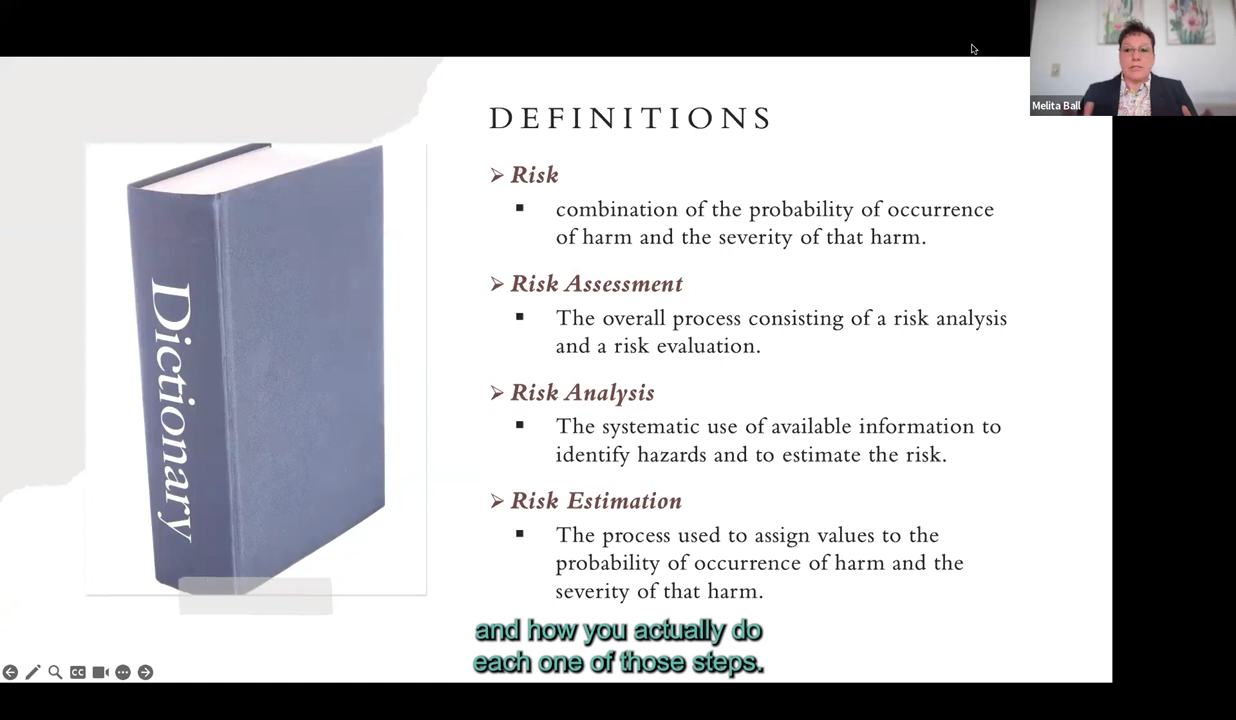 Melita Ball
DEFINITIONS
Risk
combination of the probability of occurrence
of harm and the severity of that harm.
Risk Assessment
The overall process consisting of a risk analysis
and a risk evaluation.
Risk Analysis
The systematic use of available information to
identify hazards and to estimate the risk.
Risk Estimation
The process used to assign values to the
probability of occurrence of harm and the
severity of that harm.
Dictionary
and how you actually do
each one of those steps.
CC